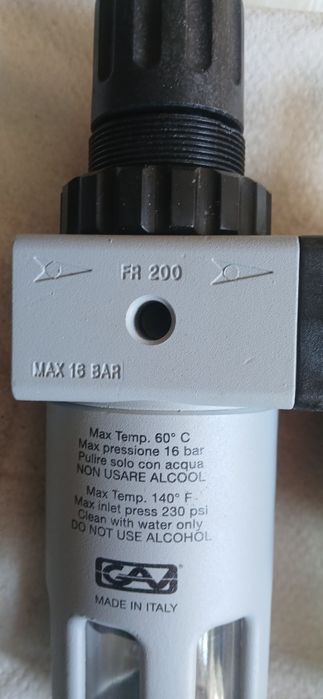 FR 200
MAX 16 BAR
Max Temp. 60° C
Max pressione 16 bar
Pulire solo con acqua
NON USARE ALCOOL
Max Temp. 140° F
Max inlet press 230 psi
Clean with water only
DO NOT USE ALCOHOL
GAV
MADE IN ITALY